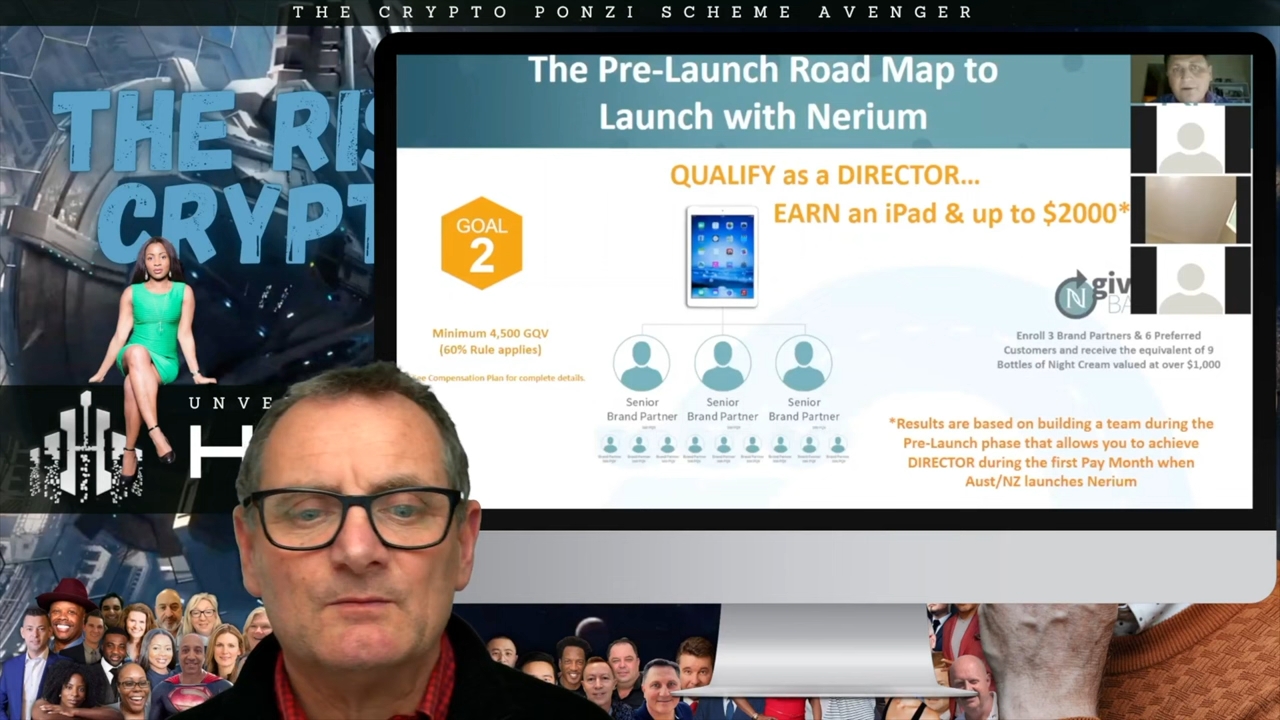 THE CRYPTO PONZI SCHEME AVENGER
THE RIS
CRYPT
UNVE
H
The Pre-Launch Road Map to
Launch with Nerium
QUALIFY as a DIRECTOR...
EARN an iPad & up to $2000*
GOAL
2
Minimum 4,500 GQV
(60% Rule applies)
ee Compensation Plan for complete details.
N
giv
BA
Enroll 3 Brand Partners & 6 Preferred
Customers and receive the equivalent of 9
Bottles of Night Cream valued at over $1,000
Senior
Brand Partner
Senior
Brand Partner
Senior
Brand Partner
*Results are based on building a team during the
Pre-Launch phase that allows you to achieve
DIRECTOR during the first Pay Month when
Aust/NZ launches Nerium